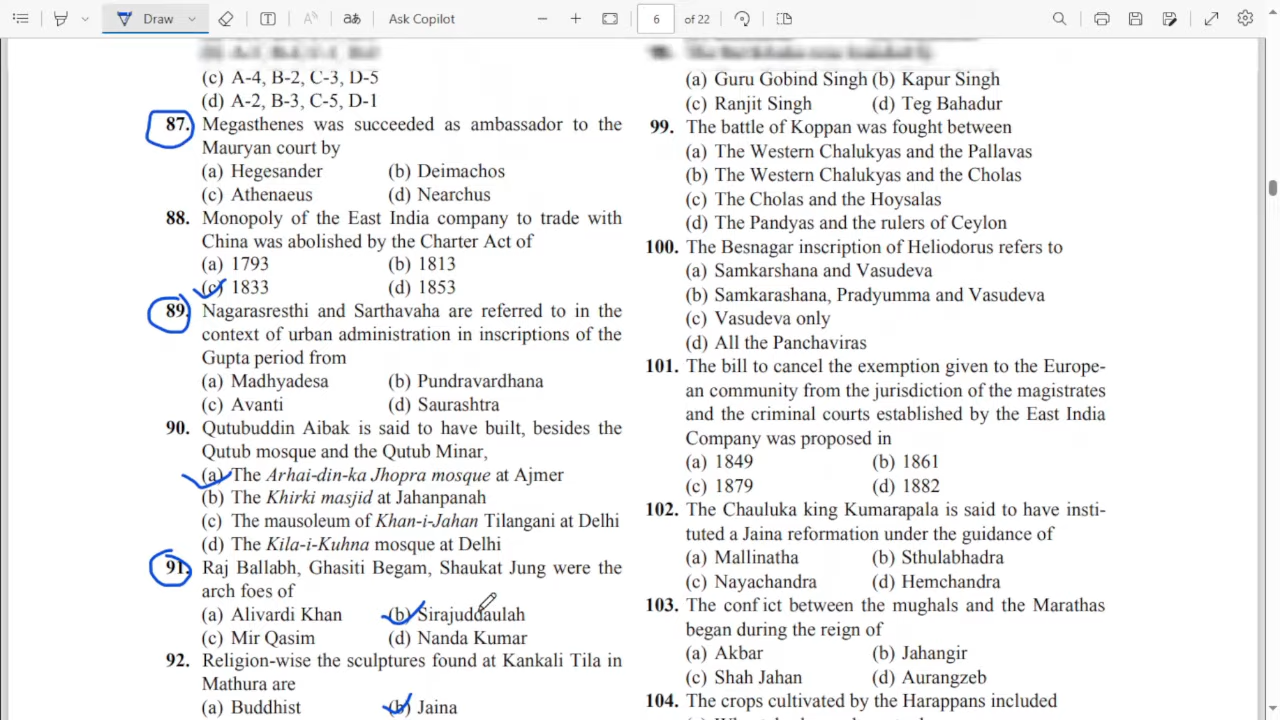 Draw
Ask Copilot
6 of 22
(c) A-4, B-2, C-3, D-5
(d) A-2, B-3, C-5, D-1
87. Megasthenes was succeeded as ambassador to the
Mauryan court by
(a) Hegesander (b) Deimachos
(c) Athenaeus (d) Nearchus
88. Monopoly of the East India company to trade with
China was abolished by the Charter Act of
(a) 1793 (b) 1813
(c) 1833 (d) 1853
89. Nagarasresthi and Sarthavaha are referred to in the
context of urban administration in inscriptions of the
Gupta period from
(a) Madhyadesa (b) Pundravardhana
(c) Avanti (d) Saurashtra
90. Qutubuddin Aibak is said to have built, besides the
Qutub mosque and the Qutub Minar,
(a) The Arhai-din-ka Jhopra mosque at Ajmer
(b) The Khirki masjid at Jahanpanah
(c) The mausoleum of Khan-i-Jahan Tilangani at Delhi
(d) The Kila-i-Kuhna mosque at Delhi
91. Raj Ballabh, Ghasiti Begam, Shaukat Jung were the
arch foes of
(a) Alivardi Khan (b) Sirajuddaulah
(c) Mir Qasim (d) Nanda Kumar
92. Religion-wise the sculptures found at Kankali Tila in
Mathura are
(a) Buddhist (b) Jaina
(a) Guru Gobind Singh (b) Kapur Singh
(c) Ranjit Singh (d) Teg Bahadur
99. The battle of Koppan was fought between
(a) The Western Chalukyas and the Pallavas
(b) The Western Chalukyas and the Cholas
(c) The Cholas and the Hoysalas
(d) The Pandyas and the rulers of Ceylon
100. The Besnagar inscription of Heliodorus refers to
(a) Samkarshana and Vasudeva
(b) Samkarashana, Pradyumma and Vasudeva
(c) Vasudeva only
(d) All the Panchaviras
101. The bill to cancel the exemption given to the Europe-
an community from the jurisdiction of the magistrates
and the criminal courts established by the East India
Company was proposed in
(a) 1849 (b) 1861
(c) 1879 (d) 1882
102. The Chauluka king Kumarapala is said to have insti-
tuted a Jaina reformation under the guidance of
(a) Mallinatha (b) Sthulabhadra
(c) Nayachandra (d) Hemchandra
103. The conf ict between the mughals and the Marathas
began during the reign of
(a) Akbar (b) Jahangir
(c) Shah Jahan (d) Aurangzeb
104. The crops cultivated by the Harappans included